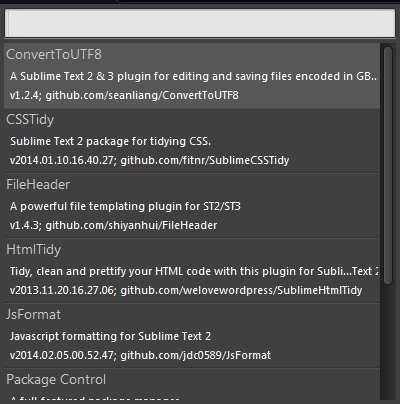 ConvertToUTF8
A Sublime Text 2 & 3 plugin for editing and saving files encoded in GB...
v1.2.4; github.com/seanliang/ConvertToUTF8
CSSTidy
Sublime Text 2 package for tidying CSS.
v2014.01.10.16.40.27; github.com/fitnr/SublimeCSSTidy
FileHeader
A powerful file templating plugin for ST2/ST3
v1.4.3; github.com/shiyanhui/FileHeader
HtmlTidy
Tidy, clean and prettify your HTML code with this plugin for Subli...Text 2
v2013.11.20.16.27.06; github.com/welovewordpress/SublimeHtmlTidy
JsFormat
Javascript formatting for Sublime Text 2
v2014.02.05.00.52.47; github.com/jdc0589/JsFormat
Package Control
A full-featured package manager